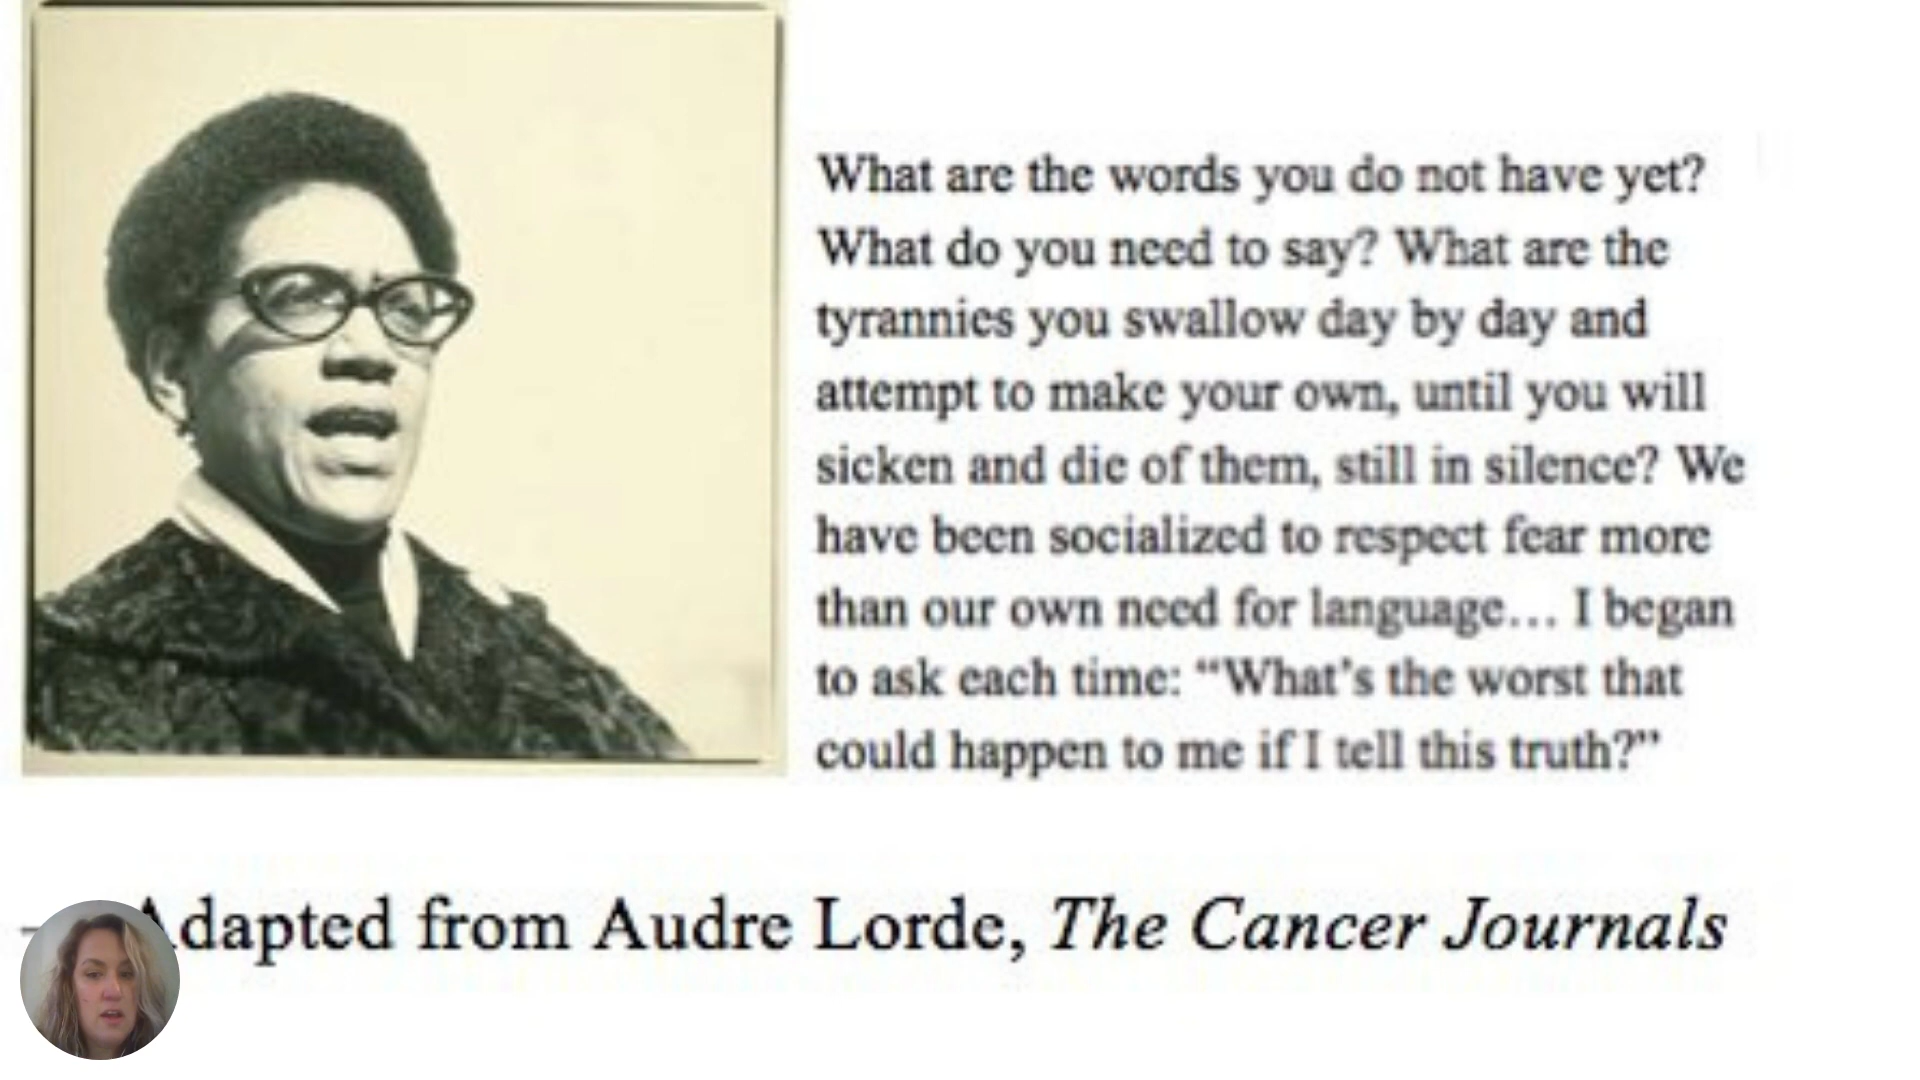 What are the words you do not have yet?
What do you need to say? What are the
tyrannies you swallow day by day and
attempt to make your own, until you will
sicken and die of them, still in silence? We
have been socialized to respect fear more
than our own need for language… I began
to ask each time: “What’s the worst that
could happen to me if I tell this truth?”
Adapted from Audre Lorde, The Cancer Journals